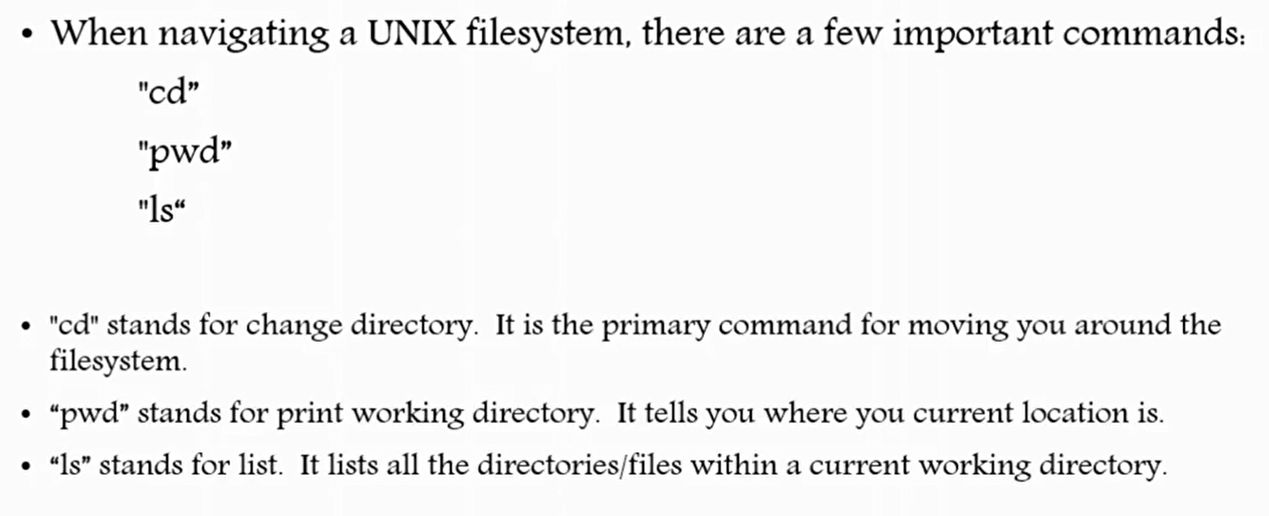 • When navigating a UNIX filesystem, there are a few important commands:
"cd”
"pwd”
"ls“
• "cd" stands for change directory.  It is the primary command for moving you around the
filesystem.
• “pwd” stands for print working directory.  It tells you where you current location is.
• “ls” stands for list.  It lists all the directories/files within a current working directory.